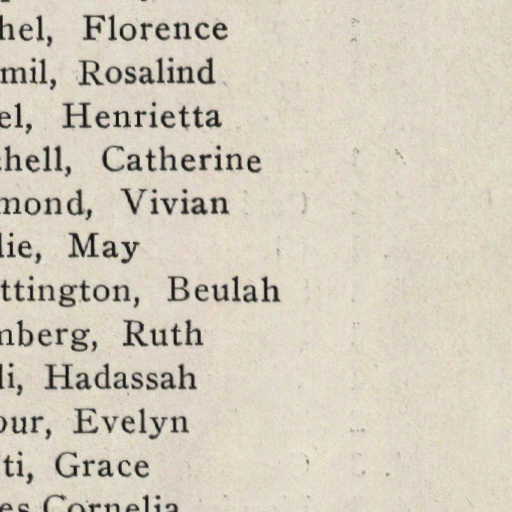 hel, Florence
mil, Rosalind
el, Henrietta
hell, Catherine
mond, Vivian
lie, May
ttington, Beulah
nberg, Ruth
li, Hadassah
our, Evelyn
ti, Grace
es Cornelia